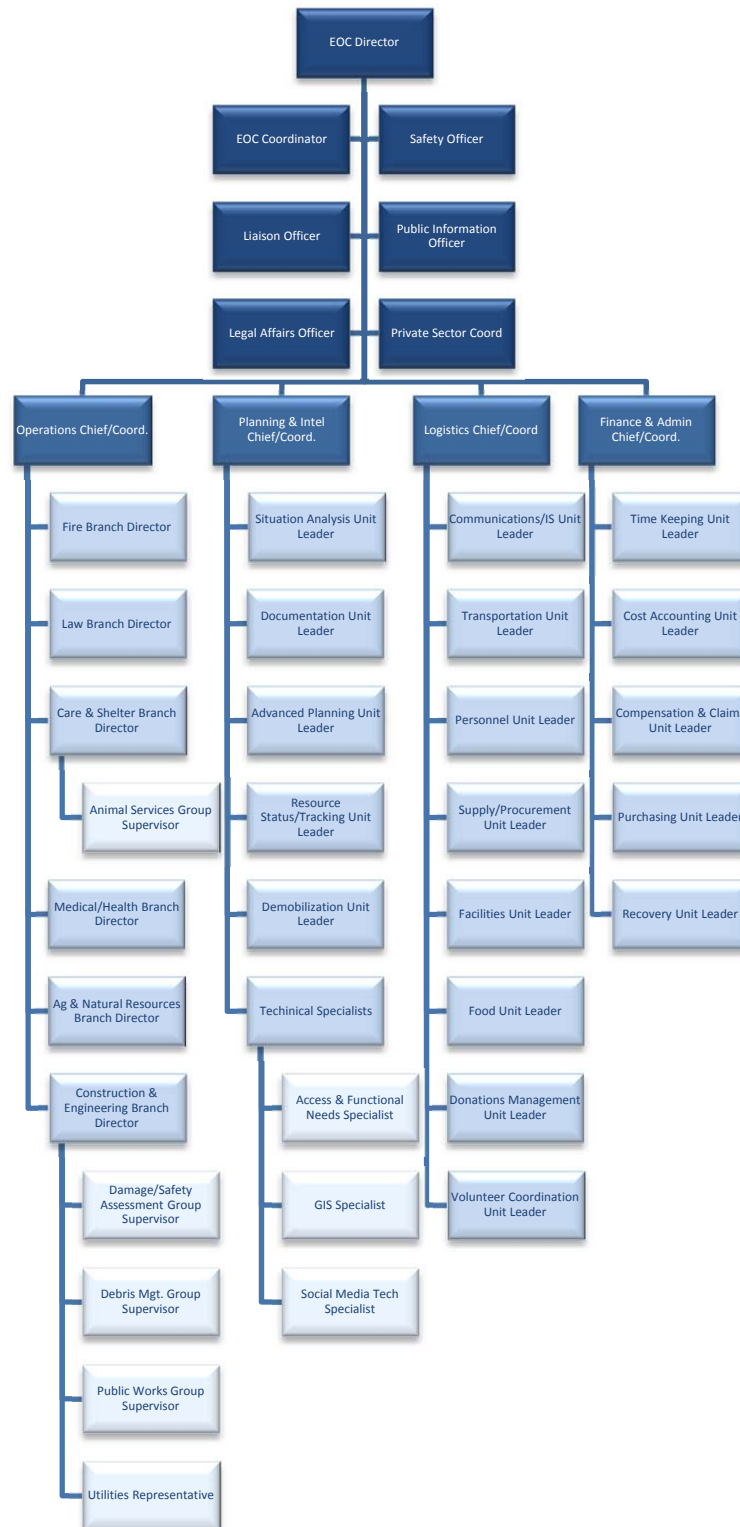 EOC Director
EOC Coordinator
Safety Officer
Liaison Officer
Public Information
Officer
Legal Affairs Officer
Private Sector Coord
Operations Chief/Coord.
Fire Branch Director
Law Branch Director
Care & Shelter Branch
Director
Animal Services Group
Supervisor
Medical/Health Branch
Director
Ag & Natural Resources
Branch Director
Construction &
Engineering Branch
Director
Damage/Safety
Assessment Group
Supervisor
Debris Mgt. Group
Supervisor
Public Works Group
Supervisor
Utilities Representative
Planning & Intel
Chief/Coord.
Situation Analysis Unit
Leader
Documentation Unit
Leader
Advanced Planning Unit
Leader
Resource
Status/Tracking Unit
Leader
Demobilization Unit
Leader
Techinical Specialists
Access & Functional
Needs Specialist
GIS Specialist
Social Media Tech
Specialist
Logistics Chief/Coord
Communications/IS Unit
Leader
Transportation Unit
Leader
Personnel Unit Leader
Supply/Procurement
Unit Leader
Facilities Unit Leader
Food Unit Leader
Donations Management
Unit Leader
Volunteer Coordination
Unit Leader
Finance & Admin
Chief/Coord.
Time Keeping Unit
Leader
Cost Accounting Unit
Leader
Compensation & Claim
Unit Leader
Purchasing Unit Leader
Recovery Unit Leader